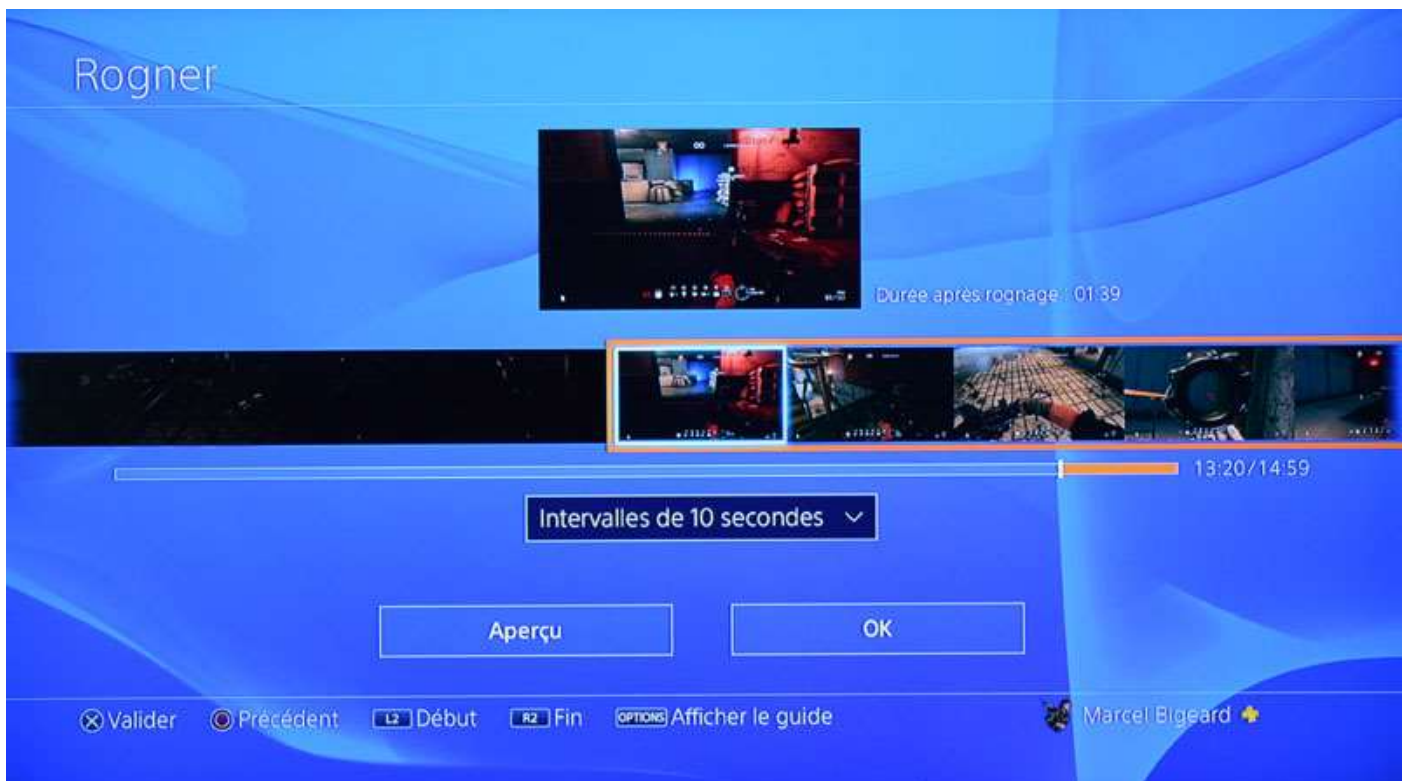 Rogner
Durée après rognage : 01:39
13:20/14:59
Intervalles de 10 secondes
Aperçu
OK
Valider Précédent L2 Début R2 Fin OPTIONS Afficher le guide Marcel Bigeard